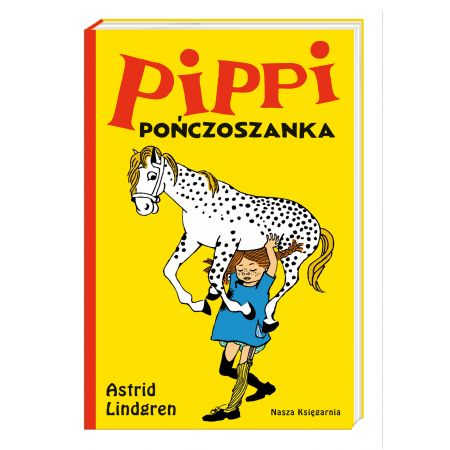 PIPPI
POŃCZOSZANKA
Astrid
Lindgren
Nasza Księgarnia